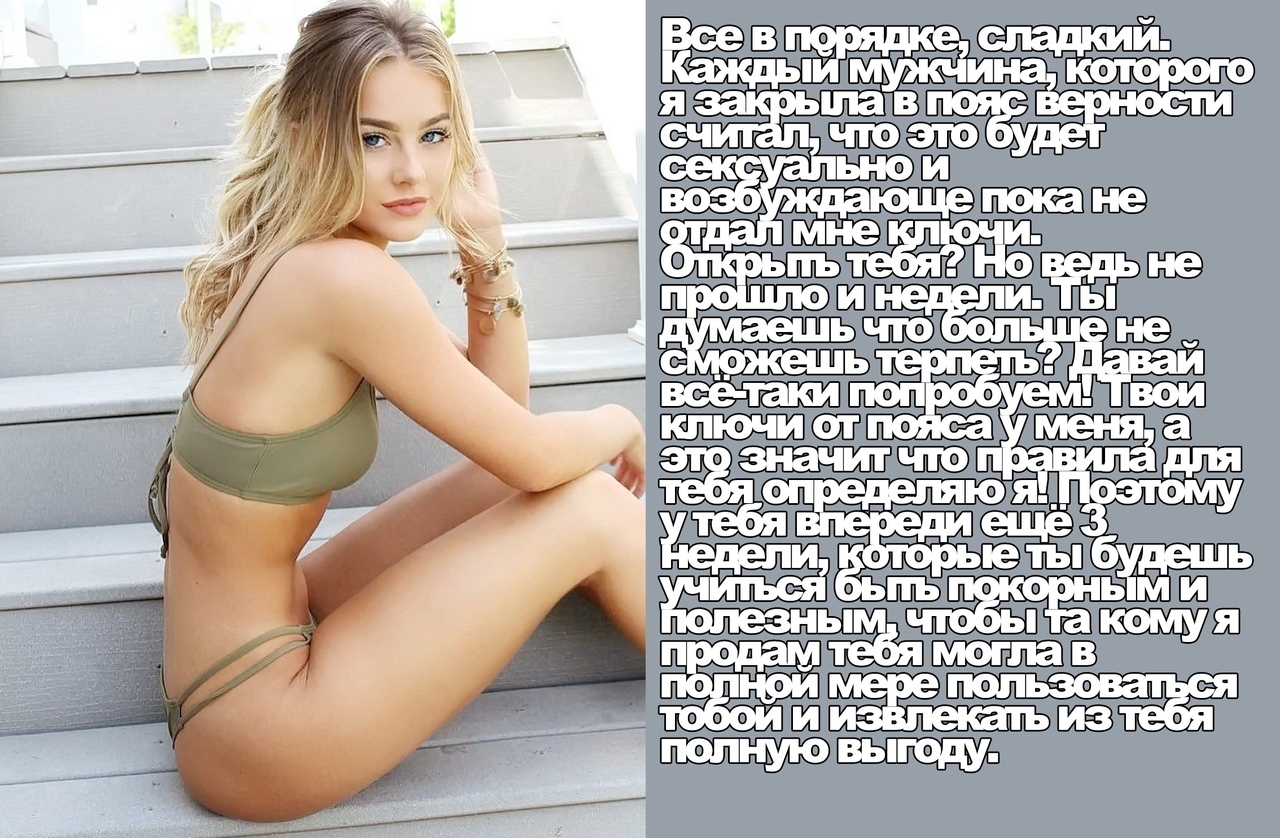 Все в порядке, сладкий.
Каждый мужчина, которого
я закрыла в пояс верности
считал, что это будет
сексуально и
возбуждающе пока не
отдал мне ключи.
Открыть тебя? Но ведь не
прошло и недели. Ты
думаешь что больше не
сможешь терпеть? Давай
всё-таки попробуем! Твои
ключи от пояса у меня, а
это значит что правила для
тебя определяю я! Поэтому
у тебя впереди ещё 3
недели, которые ты будешь
учиться быть покорным и
полезным, чтобы та кому я
продам тебя могла в
полной мере пользоваться
тобой и извлекать из тебя
полную выгоду.